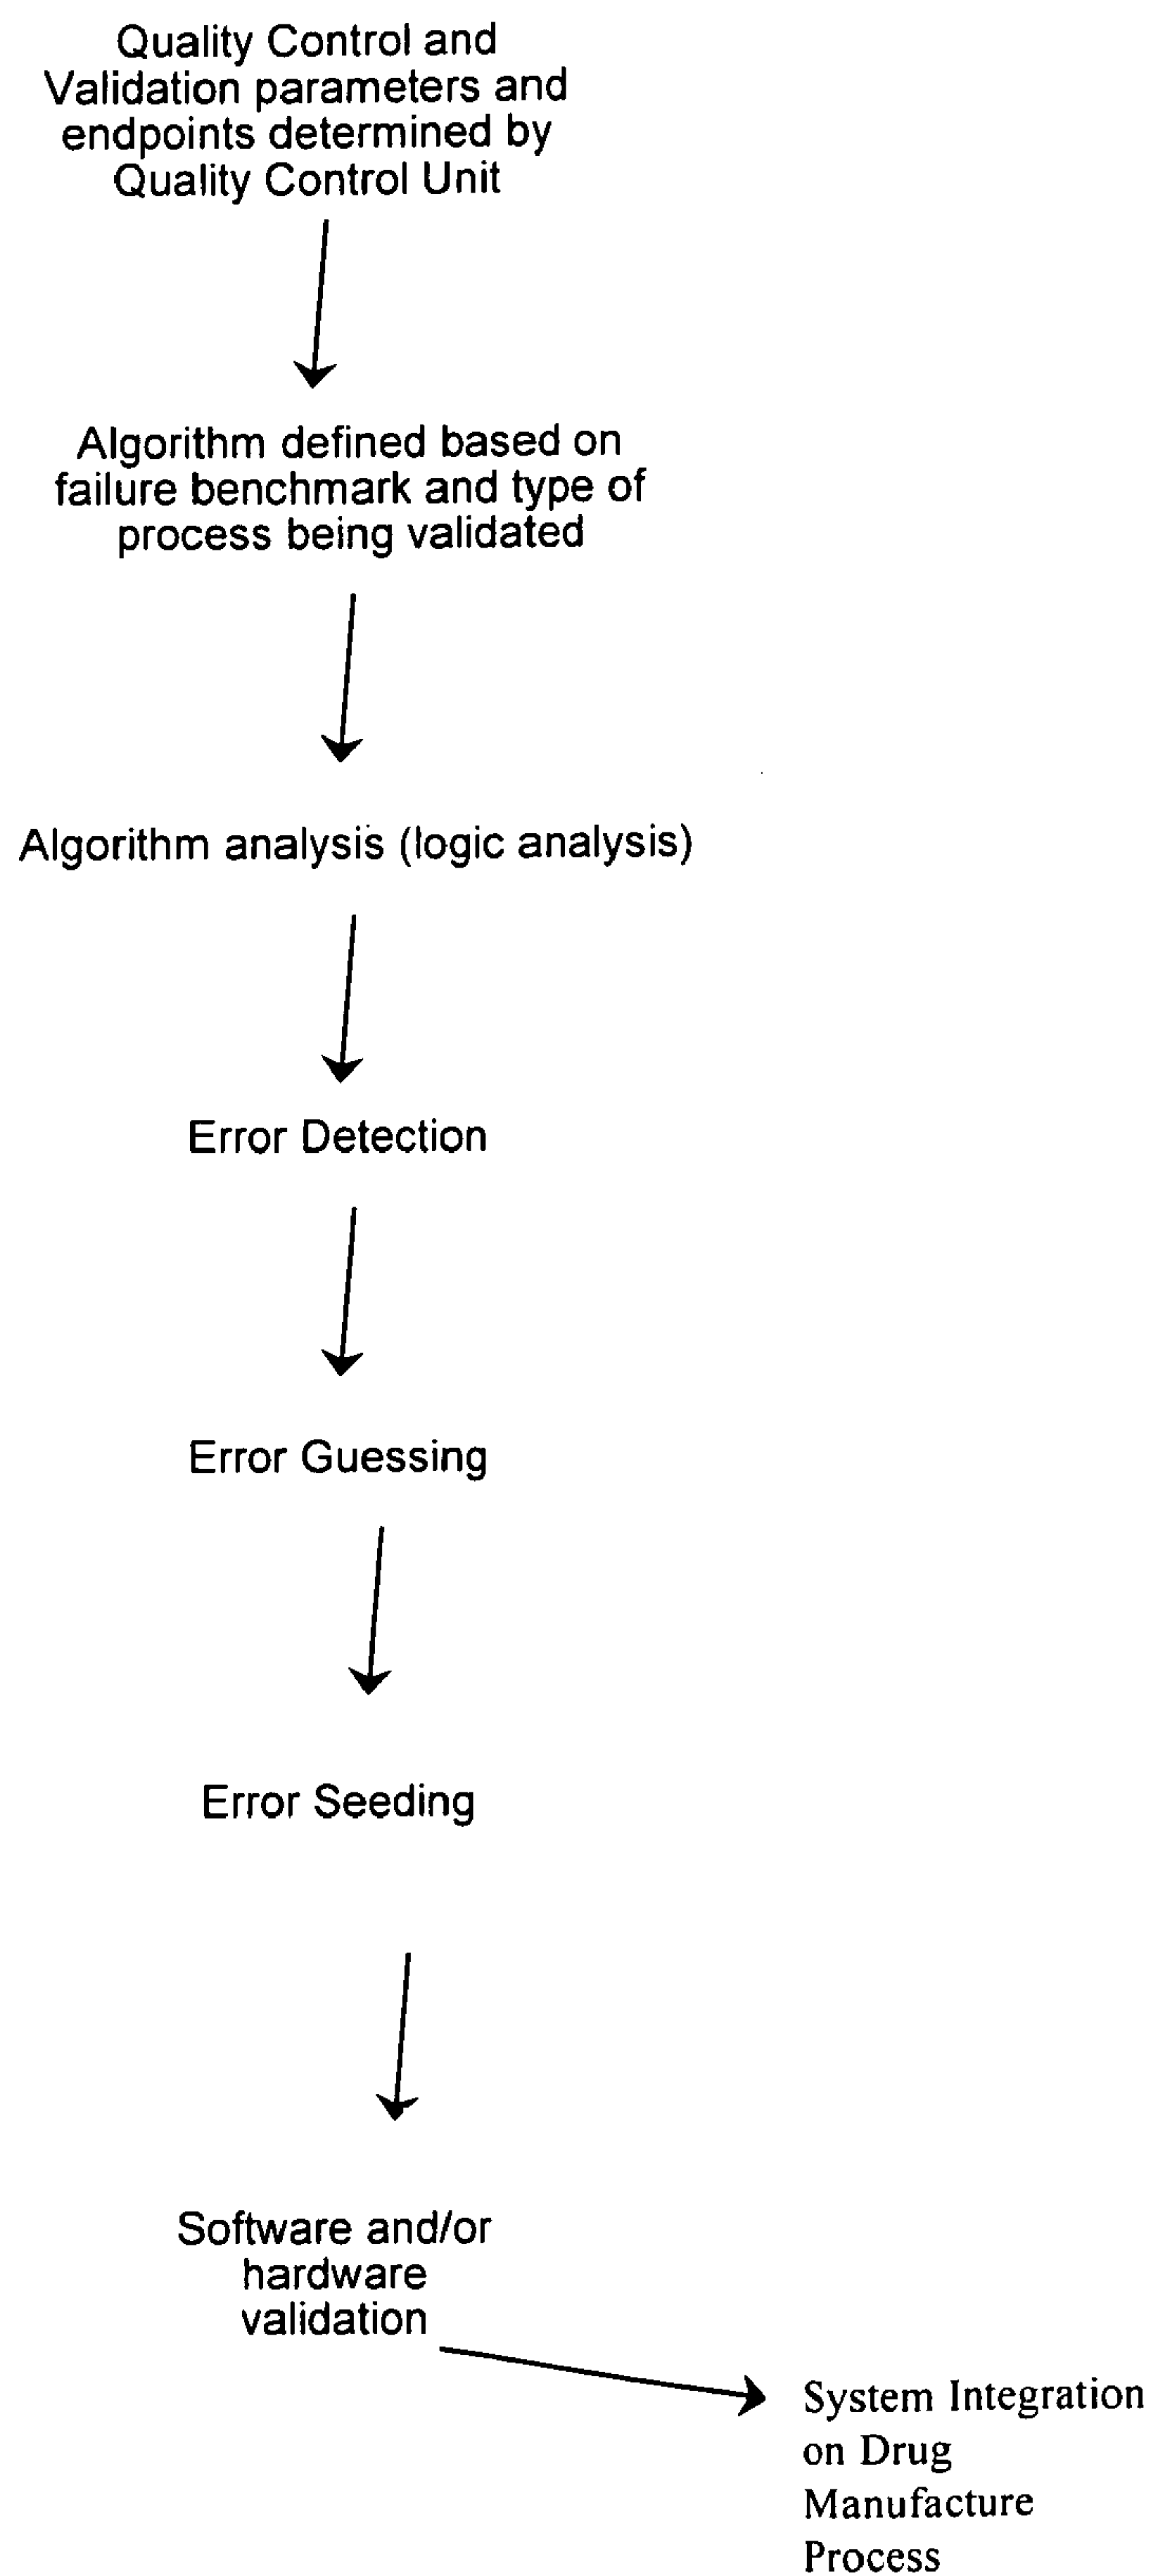 Quality Control and
Validation parameters and
endpoints determined by
Quality Control Unit
Algorithm defined based on
failure benchmark and type of
process being validated
Algorithm analysis (logic analysis)
Error Detection
Error Guessing
Error Seeding
Software and/or
hardware
validation
System Integration
on Drug
Manufacture
Process